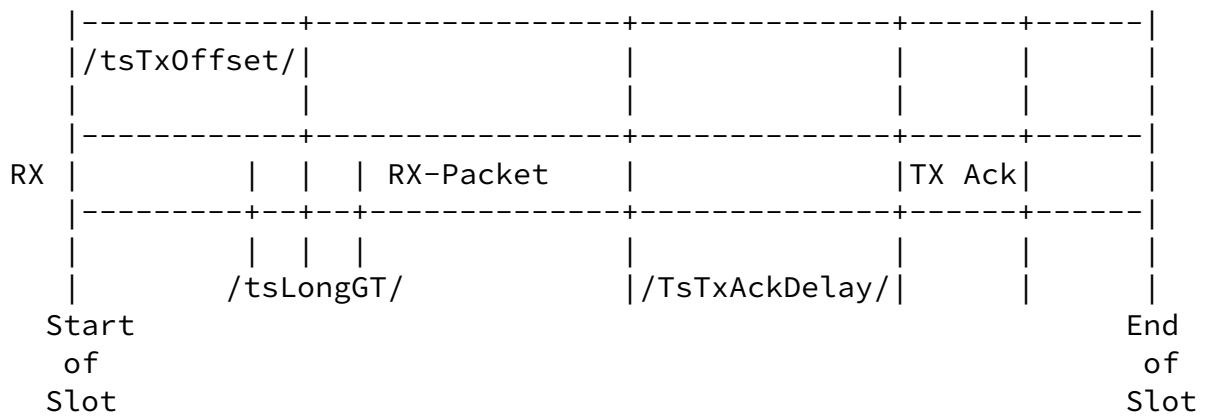 /tsTxOffset/
RX RX-Packet TX Ack
/tsLongGT/ /TsTxAckDelay/
Start End
of of
Slot Slot